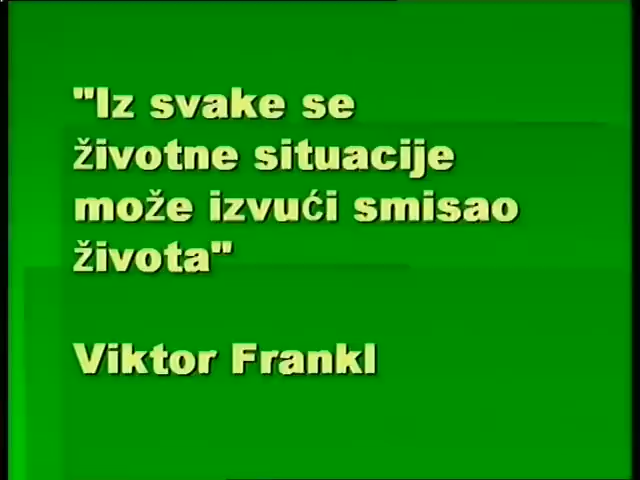 "Iz svake se
životne situacije
može izvući smisao
života"
Viktor Frankl